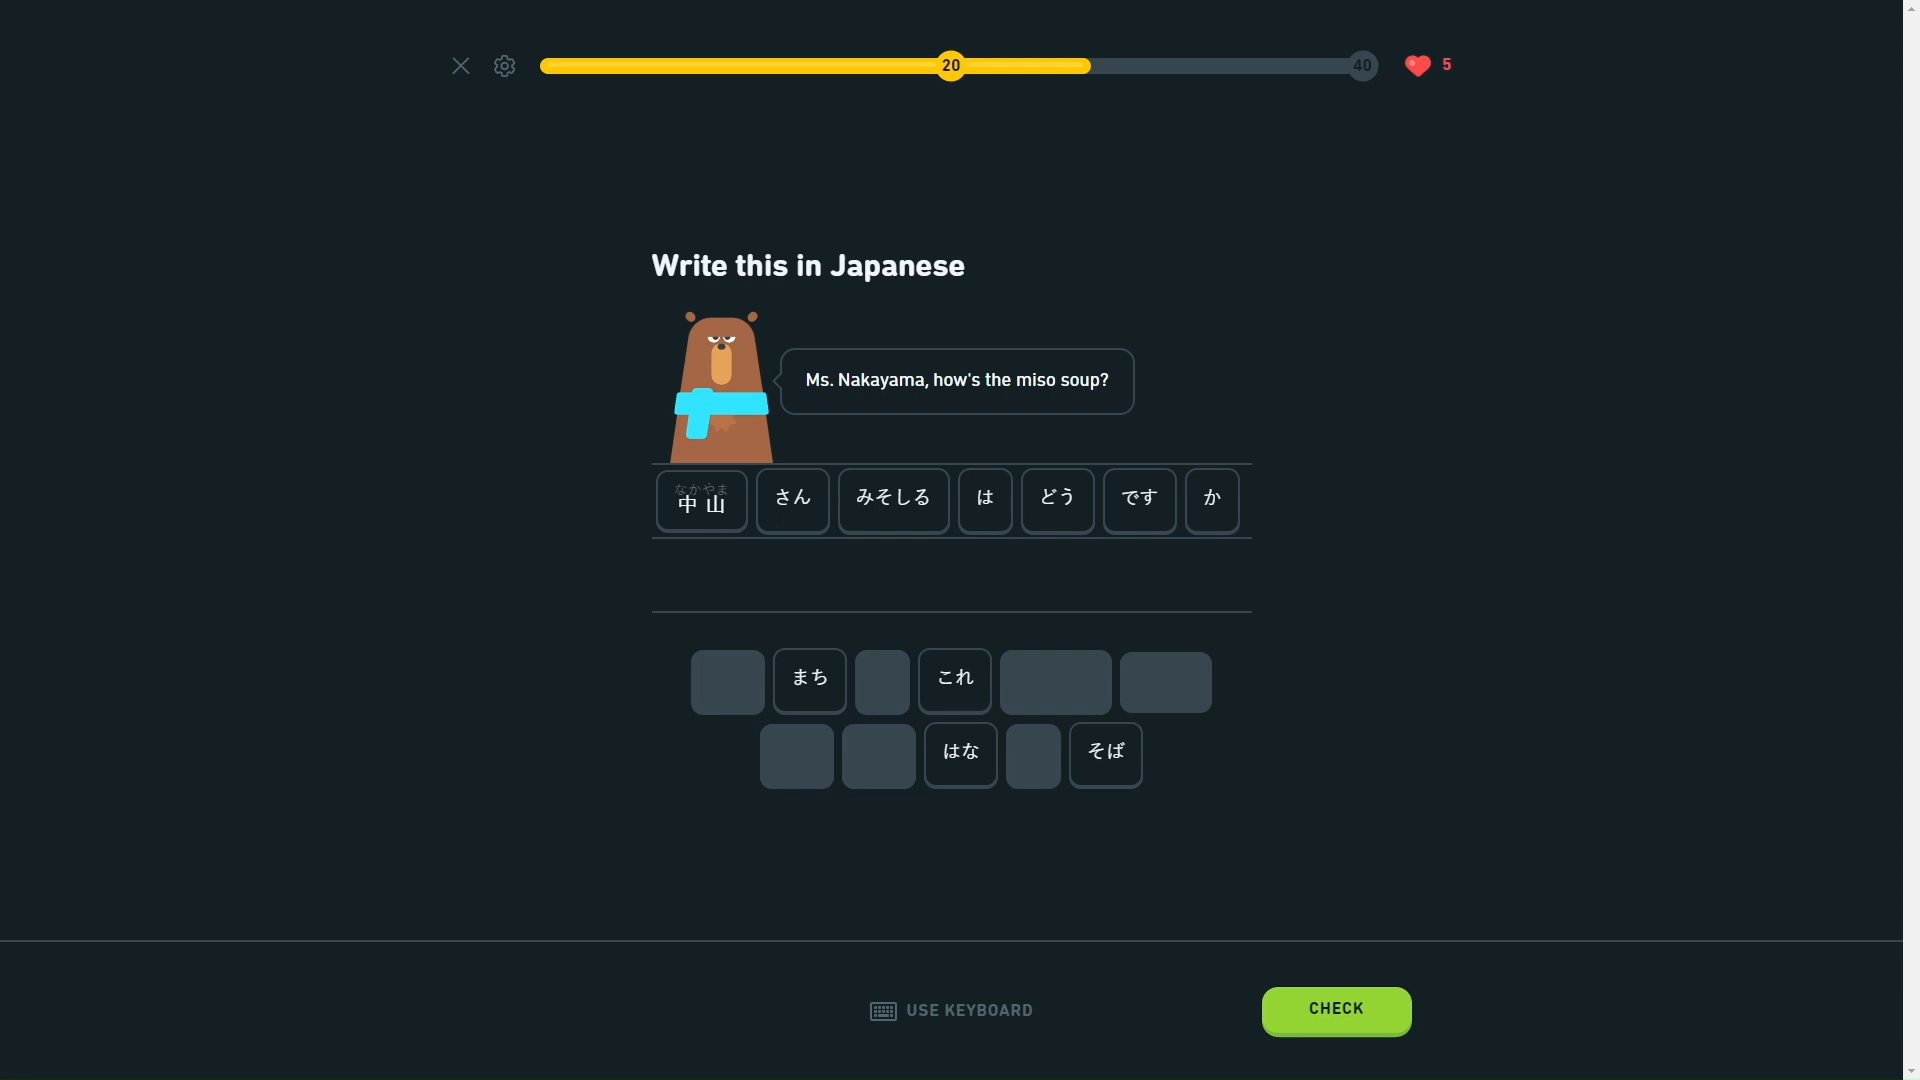 20
40
5
Write this in Japanese
Ms. Nakayama, how's the miso soup?
なかやま
中山 さん みそしる は どう です か
まち これ
はな そば
USE KEYBOARD
CHECK